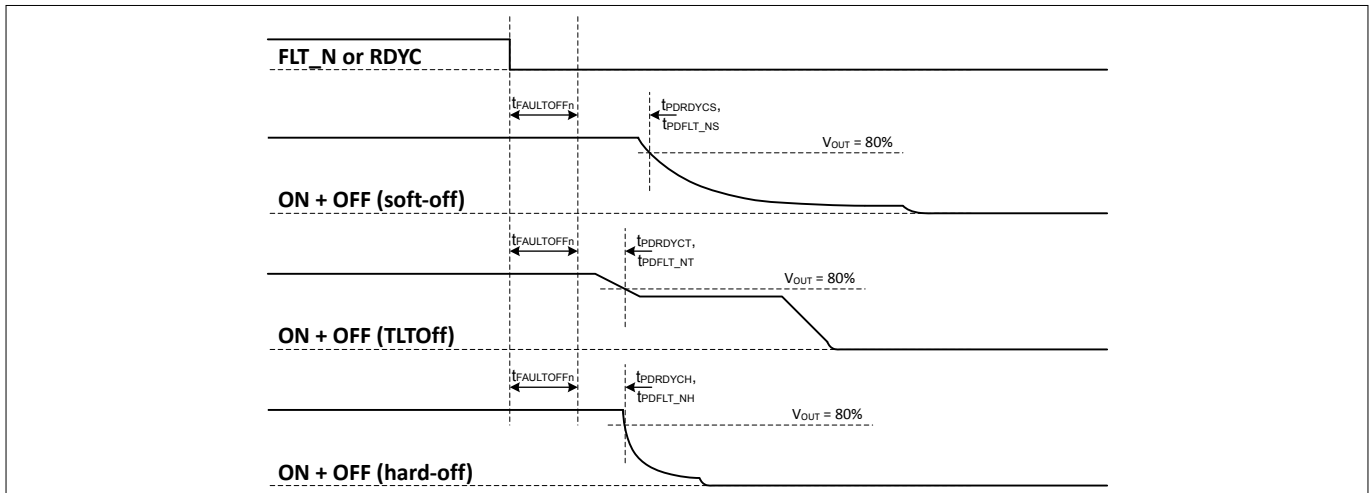 FLT_N or RDYC
tFAULTOFFn
tPDRDYCS,
tPDFLT_NS
VOUT = 80%
ON + OFF (soft-off)
tFAULTOFFn
tPDRDYCT,
tPDFLT_NT
VOUT = 80%
ON + OFF (TLTOff)
tFAULTOFFn
tPDRDYCH,
tPDFLT_NH
VOUT = 80%
ON + OFF (hard-off)